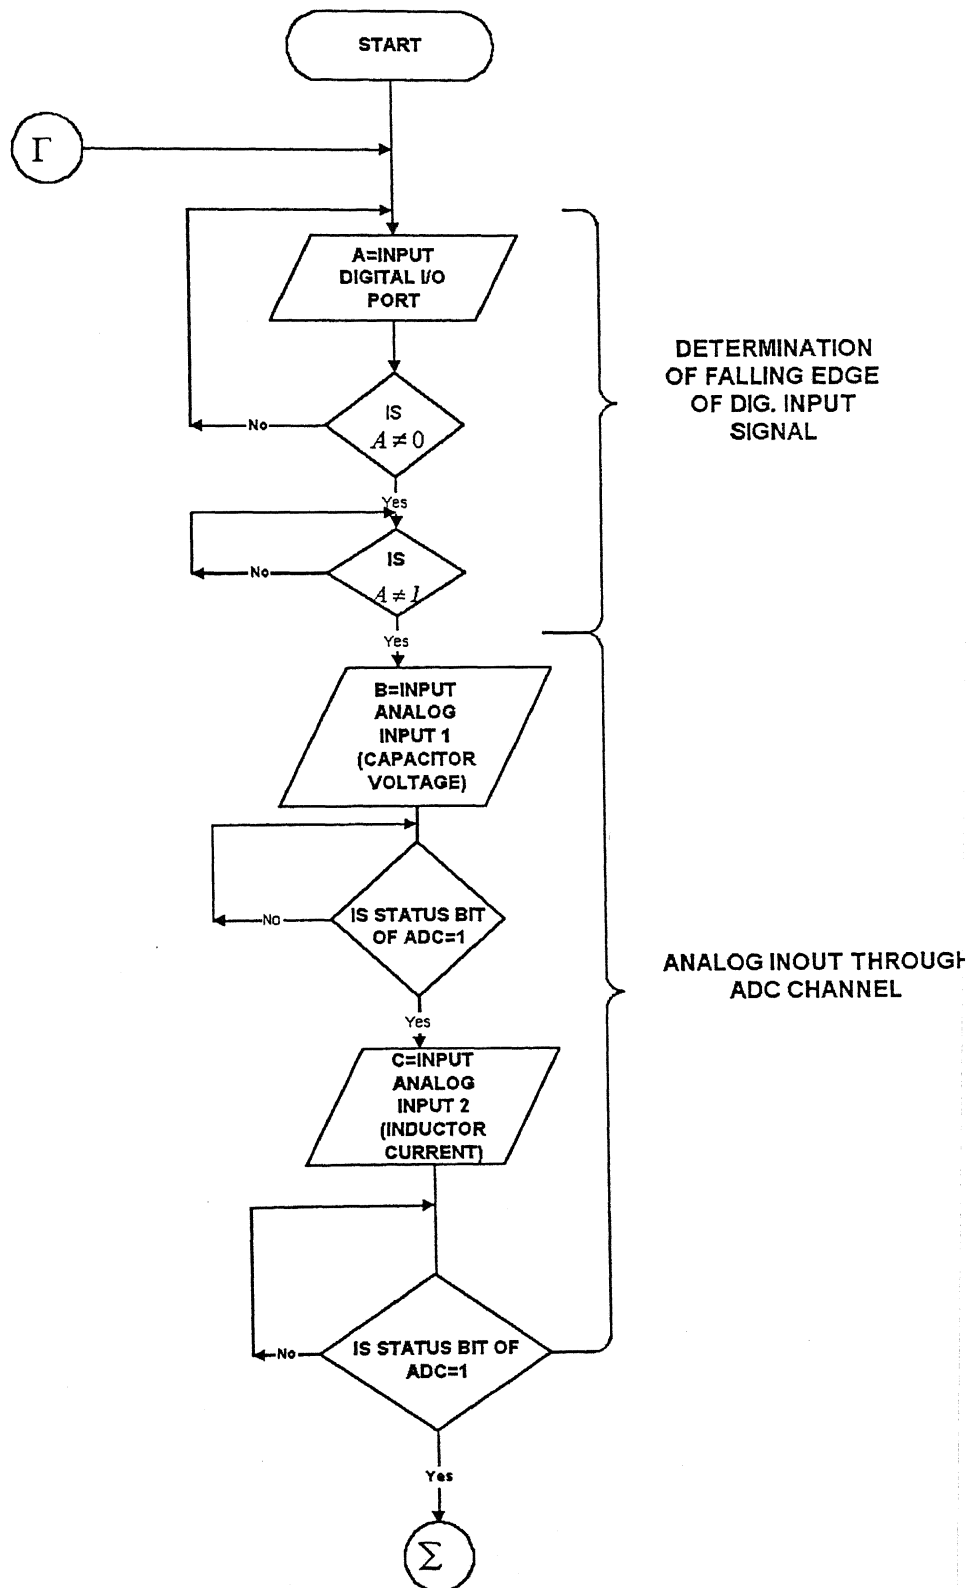 START
Γ
A=INPUT
DIGITAL I/O
PORT
DETERMINATION
OF FALLING EDGE
OF DIG. INPUT
SIGNAL
IS
A ≠ 0
No
Yes
IS
A ≠ 1
No
Yes
B=INPUT
ANALOG
INPUT 1
(CAPACITOR
VOLTAGE)
IS STATUS BIT
OF ADC=1
No
Yes
ANALOG INOUT THROUGH
ADC CHANNEL
C=INPUT
ANALOG
INPUT 2
(INDUCTOR
CURRENT)
IS STATUS BIT OF
ADC=1
No
Yes
Σ